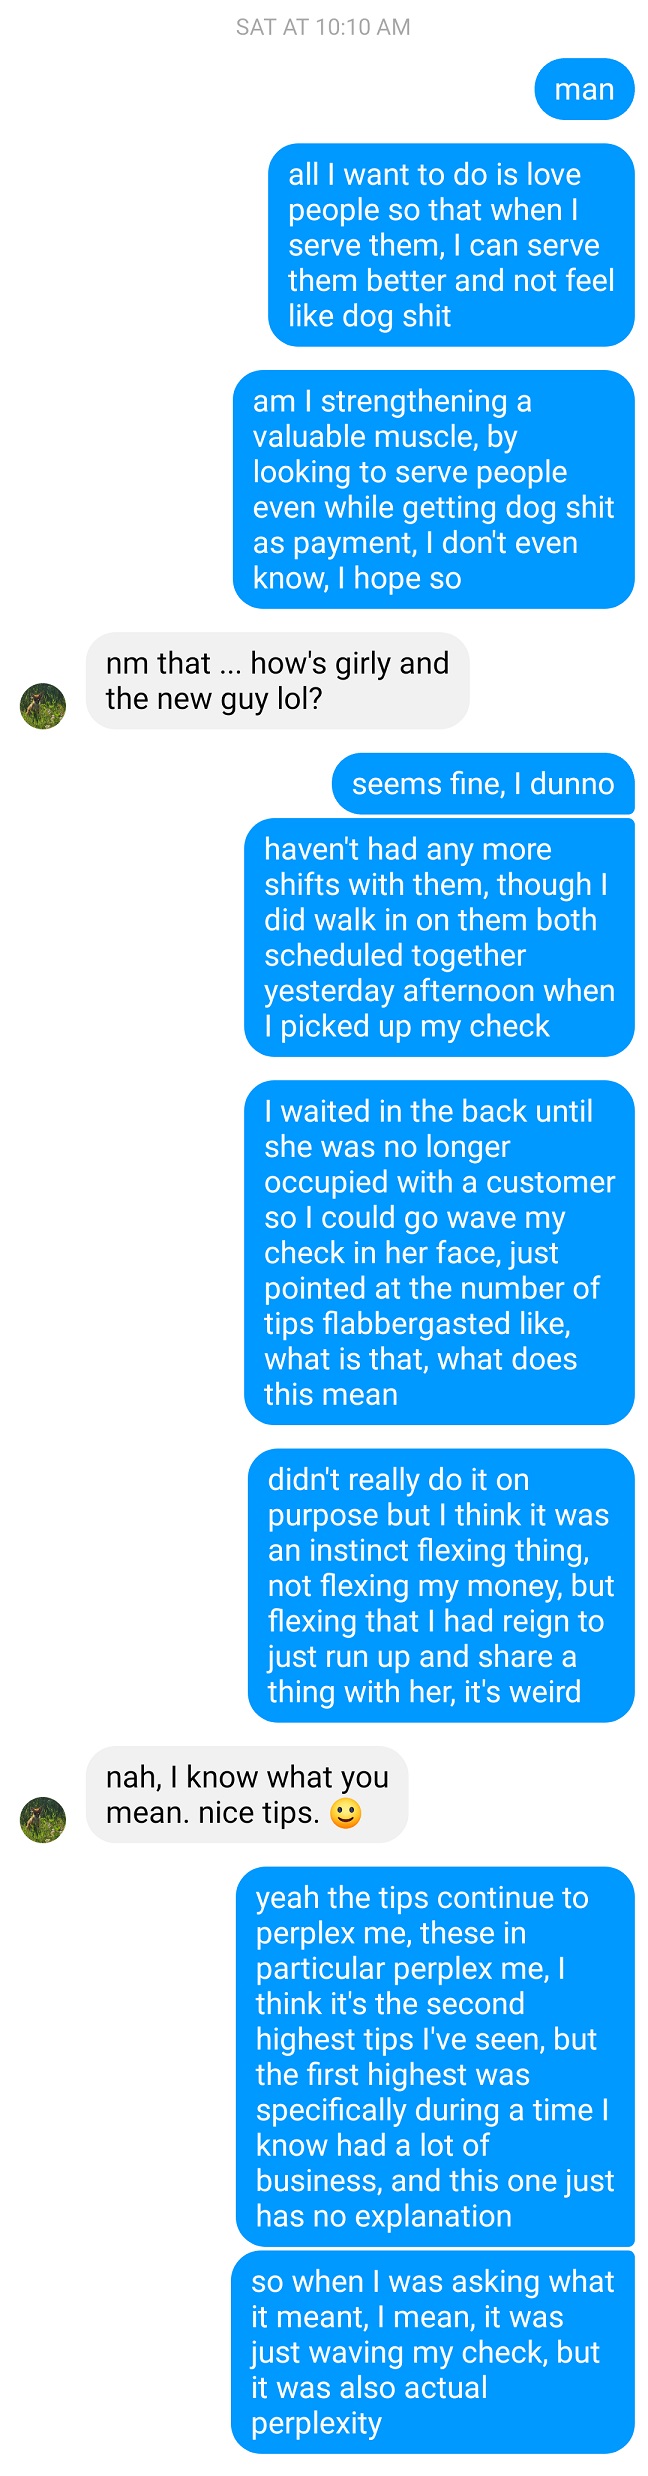 SAT AT 10:10 AM
man
all I want to do is love
people so that when I
serve them, I can serve
them better and not feel
like dog shit
am I strengthening a
valuable muscle, by
looking to serve people
even while getting dog shit
as payment, I don't even
know, I hope so
nm that ... how's girly and
the new guy lol?
seems fine, I dunno
haven't had any more
shifts with them, though I
did walk in on them both
scheduled together
yesterday afternoon when
I picked up my check
I waited in the back until
she was no longer
occupied with a customer
so I could go wave my
check in her face, just
pointed at the number of
tips flabbergasted like,
what is that, what does
this mean
didn't really do it on
purpose but I think it was
an instinct flexing thing,
not flexing my money, but
flexing that I had reign to
just run up and share a
thing with her, it's weird
nah, I know what you
mean. nice tips. 🙂
yeah the tips continue to
perplex me, these in
particular perplex me, I
think it's the second
highest tips I've seen, but
the first highest was
specifically during a time I
know had a lot of
business, and this one just
has no explanation
so when I was asking what
it meant, I mean, it was
just waving my check, but
it was also actual
perplexity